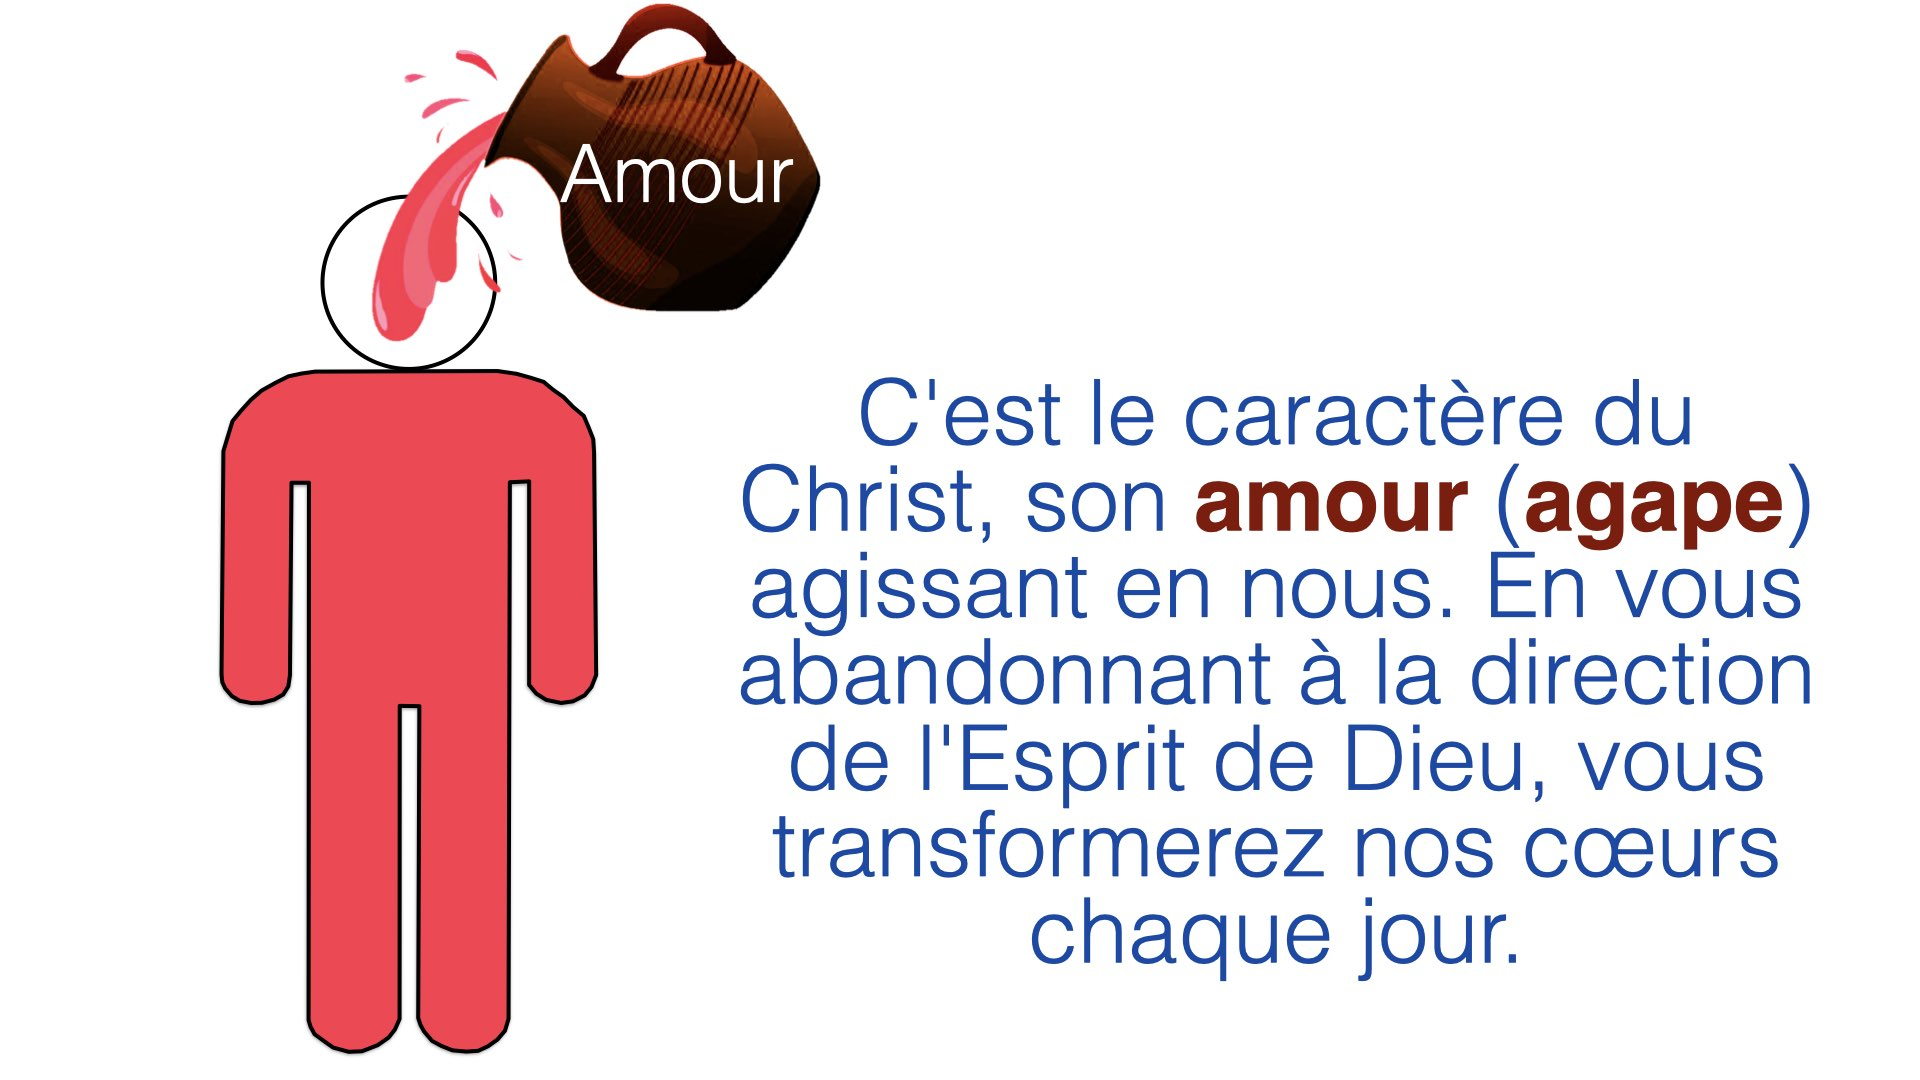 Amour
C'est le caractère du
Christ, son amour (agape)
agissant en nous. En vous
abandonnant à la direction
de l'Esprit de Dieu, vous
transformerez nos cœurs
chaque jour.